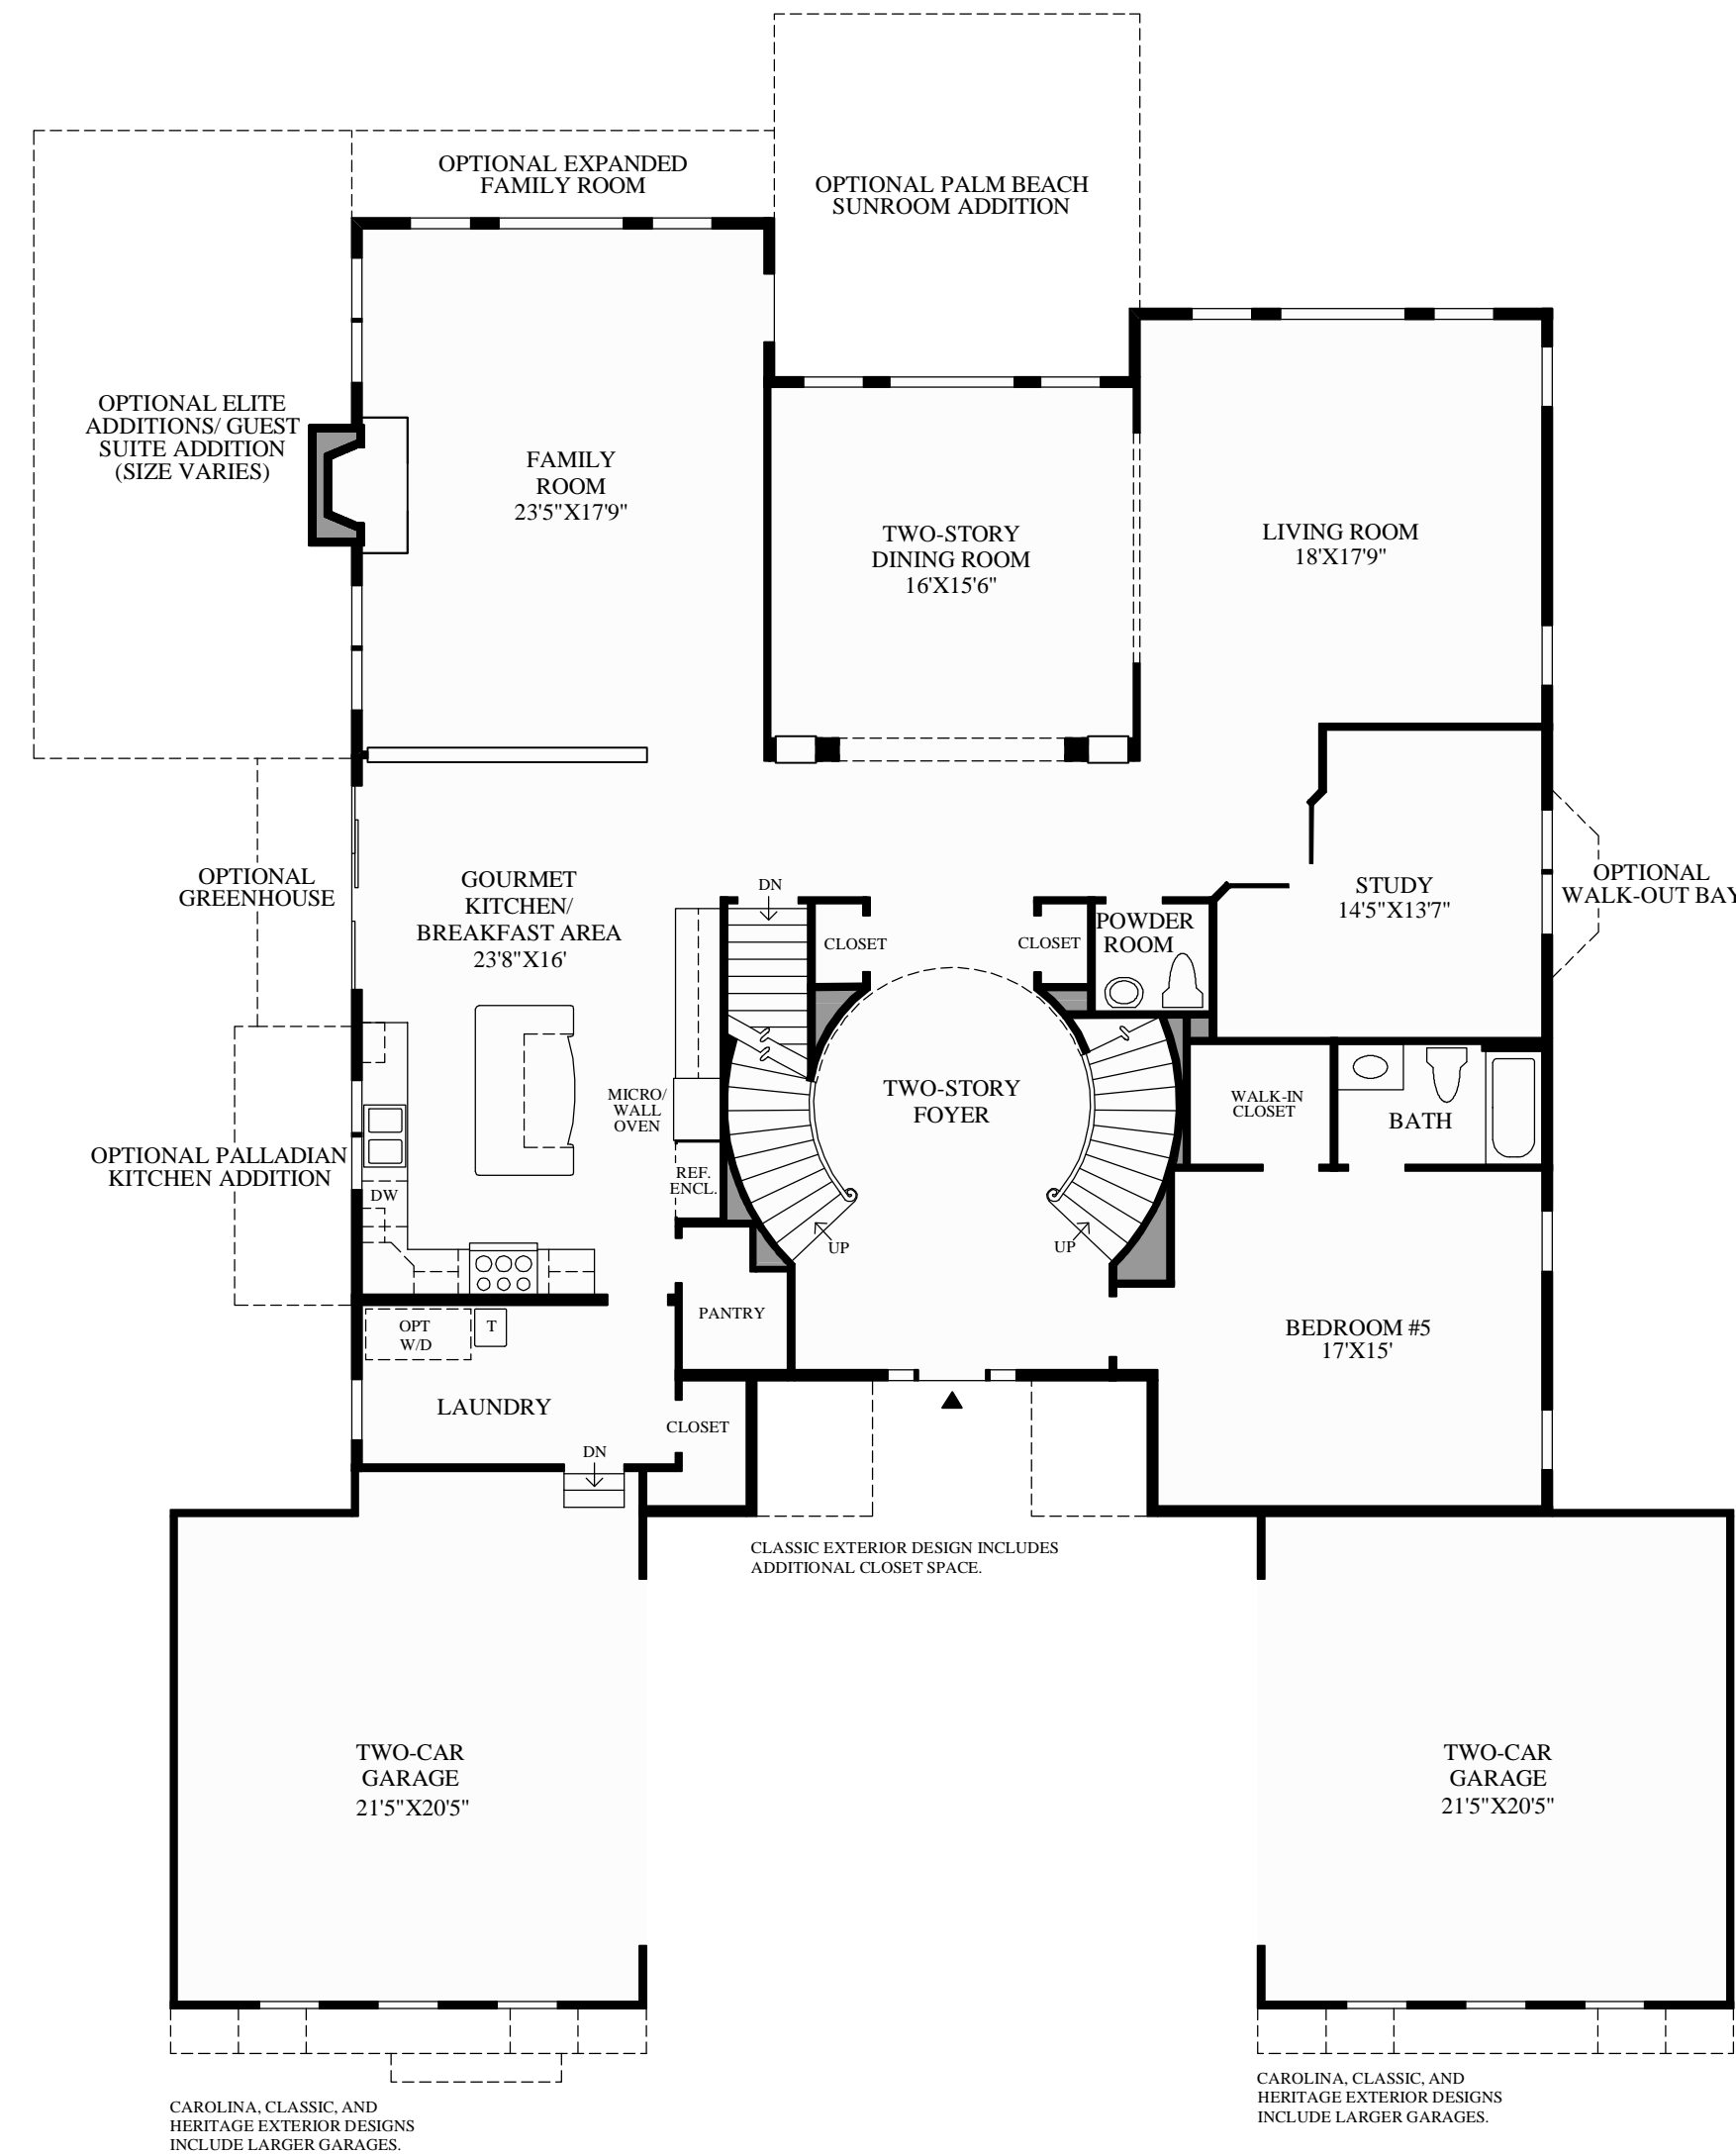 OPTIONAL EXPANDED
FAMILY ROOM
OPTIONAL PALM BEACH
SUNROOM ADDITION
OPTIONAL ELITE
ADDITIONS/ GUEST
SUITE ADDITION
(SIZE VARIES)
FAMILY
ROOM
23'5"X17'9"
TWO-STORY
DINING ROOM
16'X15'6"
LIVING ROOM
18'X17'9"
OPTIONAL
GREENHOUSE
GOURMET
KITCHEN/
BREAKFAST AREA
23'8"X16'
DN
CLOSET
CLOSET
POWDER
ROOM
STUDY
14'5"X13'7"
OPTIONAL
WALK-OUT BAY
MICRO/
WALL
OVEN
TWO-STORY
FOYER
WALK-IN
CLOSET
BATH
OPTIONAL PALLADIAN
KITCHEN ADDITION
DW
REF.
ENCL.
UP
UP
OPT
W/D
T
PANTRY
BEDROOM #5
17'X15'
LAUNDRY
CLOSET
DN
CLASSIC EXTERIOR DESIGN INCLUDES
ADDITIONAL CLOSET SPACE.
TWO-CAR
GARAGE
21'5"X20'5"
TWO-CAR
GARAGE
21'5"X20'5"
CAROLINA, CLASSIC, AND
HERITAGE EXTERIOR DESIGNS
INCLUDE LARGER GARAGES.
CAROLINA, CLASSIC, AND
HERITAGE EXTERIOR DESIGNS
INCLUDE LARGER GARAGES.